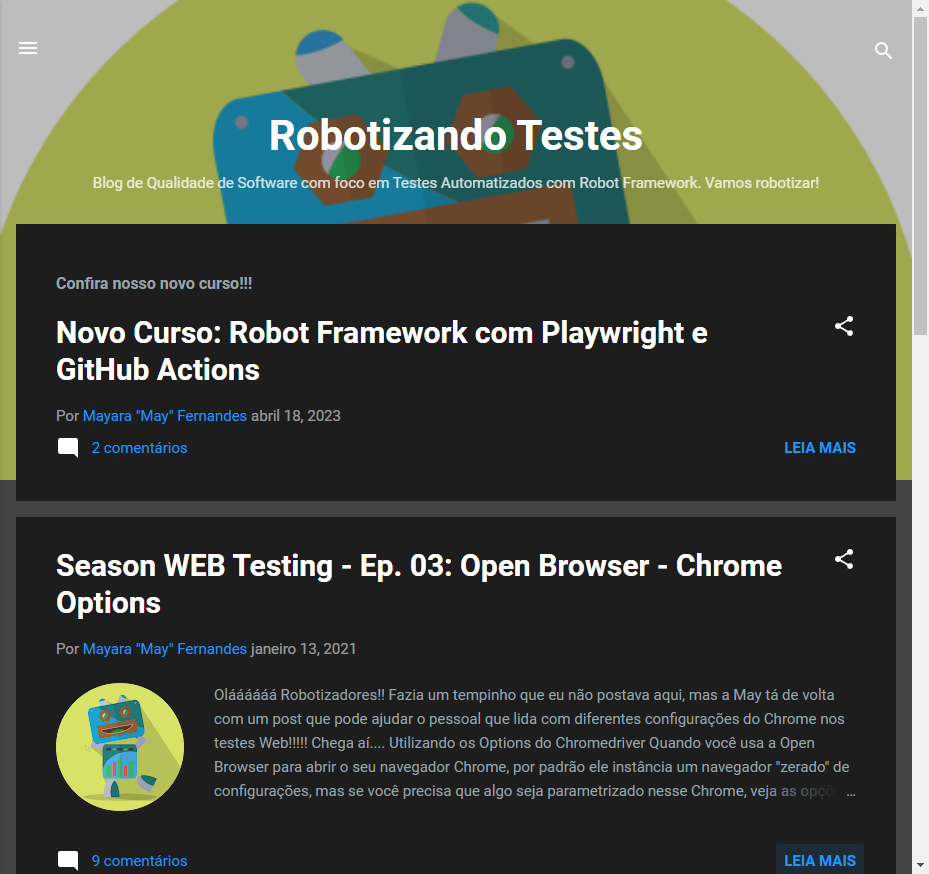 Robotizando Testes
Blog de Qualidade de Software com foco em Testes Automatizados com Robot Framework. Vamos robotizar!
Confira nosso novo curso!!!
Novo Curso: Robot Framework com Playwright e
GitHub Actions
Por Mayara "May" Fernandes abril 18, 2023
2 comentários
LEIA MAIS
Season WEB Testing - Ep. 03: Open Browser - Chrome
Options
Por Mayara "May" Fernandes janeiro 13, 2021
Oláááááá Robotizadores!! Fazia um tempinho que eu não postava aqui, mas a May tá de volta
com um post que pode ajudar o pessoal que lida com diferentes configurações do Chrome nos
testes Web!!!!! Chega aí.... Utilizando os Options do Chromedriver Quando você usa a Open
Browser para abrir o seu navegador Chrome, por padrão ele instância um navegador "zerado" de
configurações, mas se você precisa que algo seja parametrizado nesse Chrome, veja as opçõ ...
9 comentários
LEIA MAIS